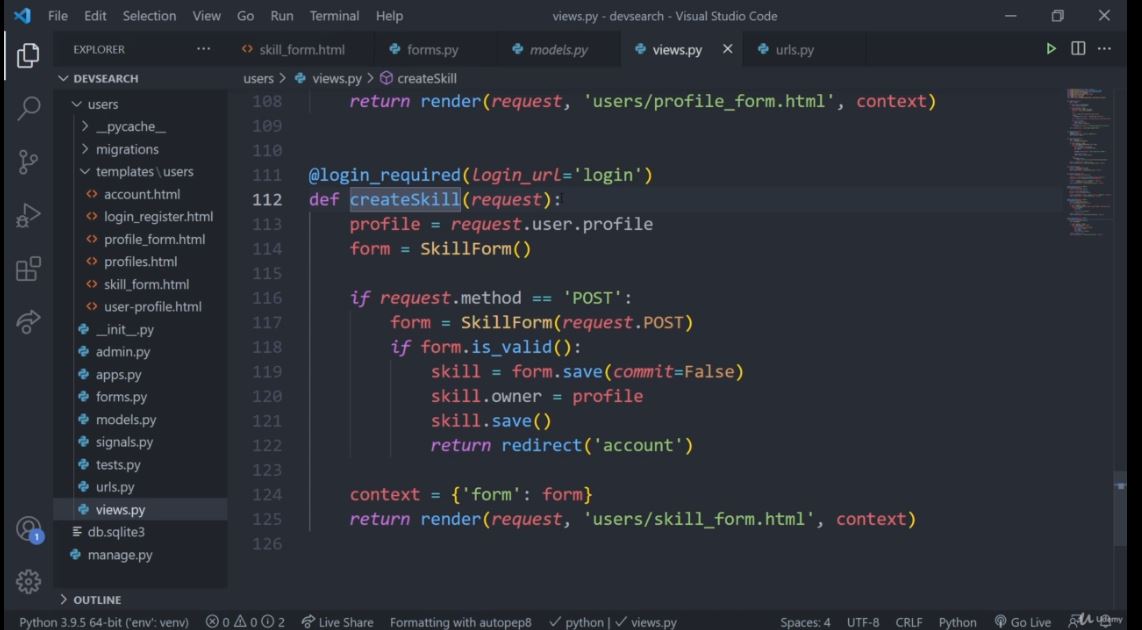 File Edit Selection View Go Run Terminal Help views.py - devsearch - Visual Studio Code
EXPLORER ··· skill_form.html forms.py models.py views.py urls.py ···
DEVSEARCH
users > views.py > createSkill
users
__pycache__
migrations
templates\users
account.html
login_register.html
profile_form.html
profiles.html
skill_form.html
user-profile.html
__init__.py
admin.py
apps.py
forms.py
models.py
signals.py
tests.py
urls.py
views.py
db.sqlite3
manage.py
OUTLINE
108 return render(request, 'users/profile_form.html', context)
109
110
111 @login_required(login_url='login')
112 def createSkill(request):
113 profile = request.user.profile
114 form = SkillForm()
115
116 if request.method == 'POST':
117 form = SkillForm(request.POST)
118 if form.is_valid():
119 skill = form.save(commit=False)
120 skill.owner = profile
121 skill.save()
122 return redirect('account')
123
124 context = {'form': form}
125 return render(request, 'users/skill_form.html', context)
126
1
Python 3.9.5 64-bit ('env': venv) 0 0 2 Live Share Formatting with autopep8 python | views.py Spaces: 4 UTF-8 CRLF Python Go Live Udemy